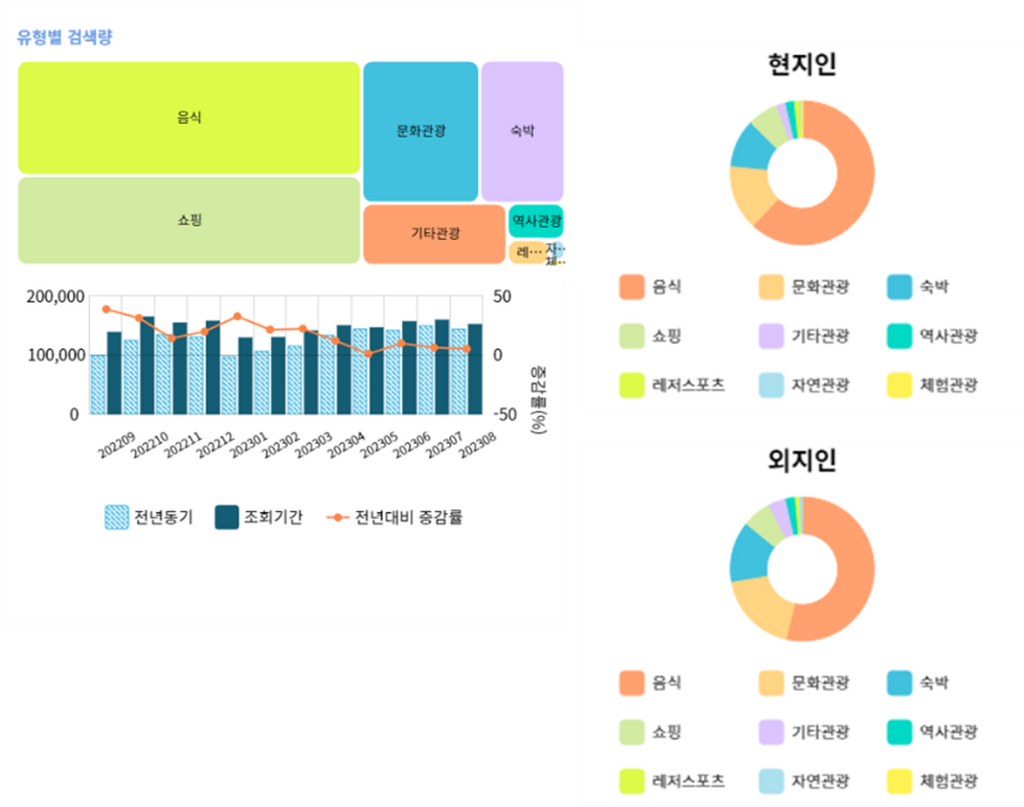 유형별 검색량
음식
문화관광
숙박
쇼핑
기타관광
역사관광
레…
자…
체…
200,000
100,000
0
50
0
-50
증감률(%)
202209
202210
202211
202212
202301
202302
202303
202304
202305
202306
202307
202308
전년동기 조회기간 전년대비 증감률
현지인
음식 문화관광 숙박
쇼핑 기타관광 역사관광
레저스포츠 자연관광 체험관광
외지인
음식 문화관광 숙박
쇼핑 기타관광 역사관광
레저스포츠 자연관광 체험관광